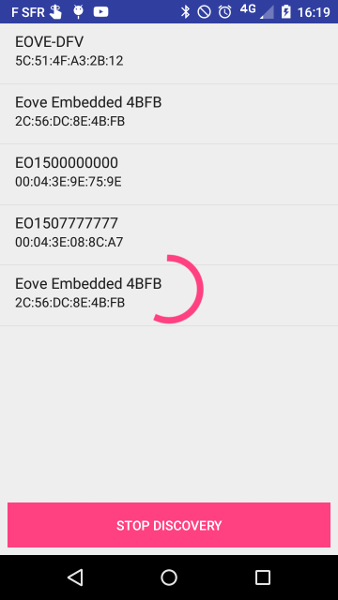 F SFR 4G 16:19
EOVE-DFV
5C:51:4F:A3:2B:12
Eove Embedded 4BFB
2C:56:DC:8E:4B:FB
EO1500000000
00:04:3E:9E:75:9E
EO1507777777
00:04:3E:08:8C:A7
Eove Embedded 4BFB
2C:56:DC:8E:4B:FB
STOP DISCOVERY